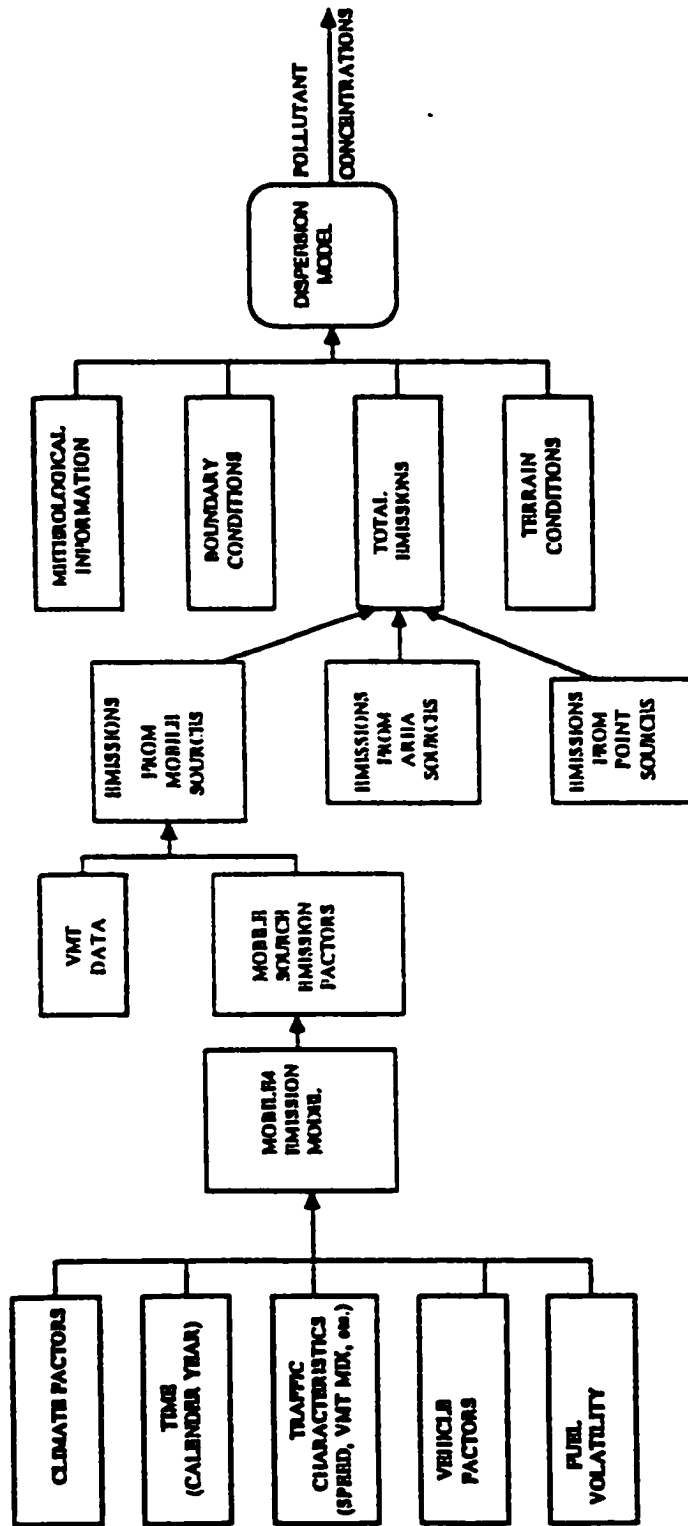 CLIMATE FACTORS
TIME
(CALENDER YEAR)
TRAFFIC
CHARACTERISTICS
(SPEED, VMT MIX, etc.)
VEHICLE
FACTORS
FUEL
VOLATILITY
MOBILE4
EMISSION
MODEL
VMT
DATA
MOBILE
SOURCE
EMISSION
FACTORS
EMISSIONS
FROM
MOBILE
SOURCES
EMISSIONS
FROM
AREA
SOURCES
EMISSIONS
FROM
POINT
SOURCES
METEROLOGICAL
INFORMATION
BOUNDARY
CONDITIONS
TOTAL
EMISSIONS
TERRAIN
CONDITIONS
DISPERSION
MODEL
POLLUTANT
CONCENTRATIONS